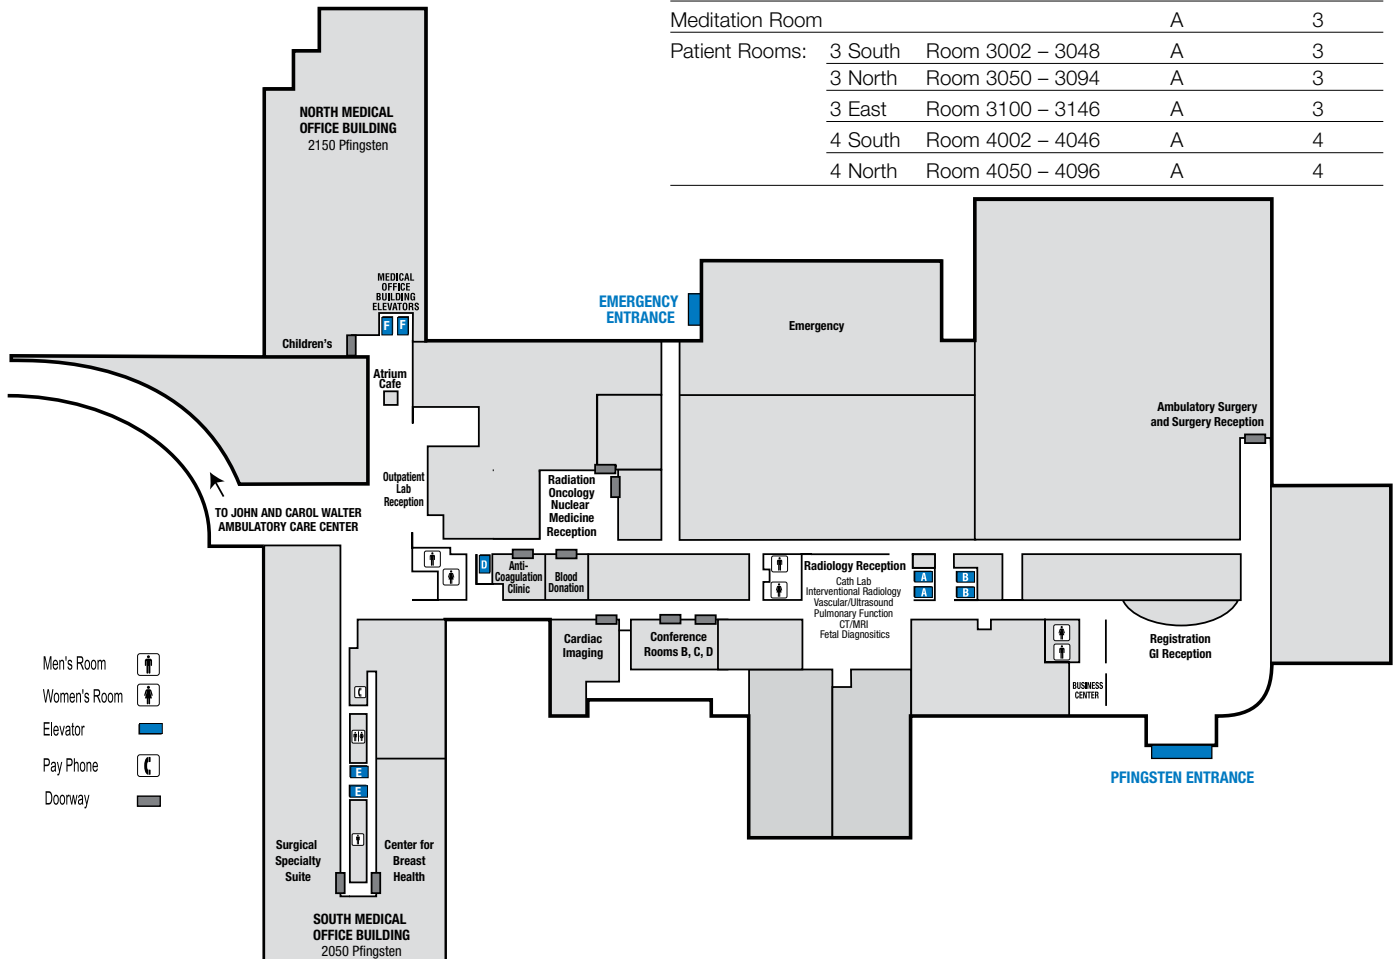 Meditation Room A 3
Patient Rooms: 3 South Room 3002 – 3048 A 3
3 North Room 3050 – 3094 A 3
3 East Room 3100 – 3146 A 3
4 South Room 4002 – 4046 A 4
4 North Room 4050 – 4096 A 4
NORTH MEDICAL
OFFICE BUILDING
2150 Pfingsten
MEDICAL
OFFICE
BUILDING
ELEVATORS
F F
Children's
Atrium
Cafe
EMERGENCY
ENTRANCE
Emergency
Ambulatory Surgery
and Surgery Reception
Outpatient
Lab
Reception
Radiation
Oncology
Nuclear
Medicine
Reception
TO JOHN AND CAROL WALTER
AMBULATORY CARE CENTER
D
Anti-
Coagulation
Clinic
Blood
Donation
Radiology Reception
Cath Lab
Interventional Radiology
Vascular/Ultrasound
Pulmonary Function
CT/MRI
Fetal Diagnositics
A
A
B
B
Cardiac
Imaging
Conference
Rooms B, C, D
Registration
GI Reception
BUSINESS
CENTER
PFINGSTEN ENTRANCE
Men's Room
Women's Room
Elevator
Pay Phone
Doorway
E
E
Surgical
Specialty
Suite
Center for
Breast
Health
SOUTH MEDICAL
OFFICE BUILDING
2050 Pfingsten